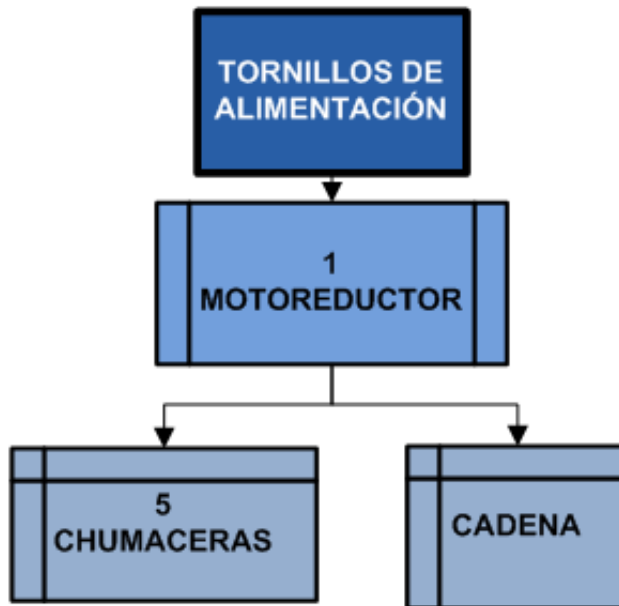 TORNILLOS DE
ALIMENTACIÓN
1
MOTOREDUCTOR
5
CHUMACERAS
CADENA